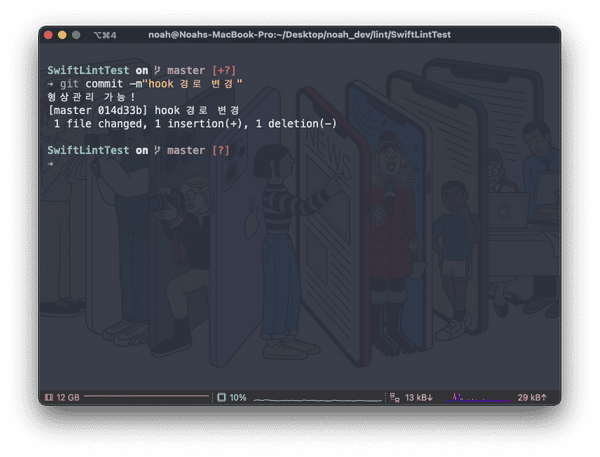 ⌥⌘4 noah@Noahs-MacBook-Pro:~/Desktop/noah_dev/lint/SwiftLintTest
SwiftLintTest on master [+?]
→ git commit -m"hook 경로 변경"
형상관리 가능!
[master 014d33b] hook 경로 변경
1 file changed, 1 insertion(+), 1 deletion(-)
SwiftLintTest on master [?]
→
12 GB 10% 13 kB↓ 29 kB↑